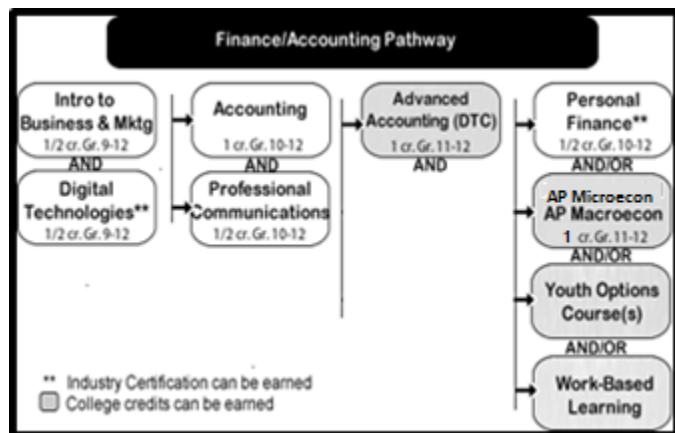 Finance/Accounting Pathway
Intro to
Business & Mktg
1/2 cr. Gr. 9-12
AND
Digital
Technologies**
1/2 cr. Gr. 9-12
Accounting
1 cr. Gr. 10-12
AND
Professional
Communications
1/2 cr. Gr. 10-12
Advanced
Accounting (DTC)
1 cr. Gr. 11-12
AND
Personal
Finance**
1/2 cr. Gr. 10-12
AND/OR
AP Microecon
AP Macroecon
1 cr. Gr. 11-12
AND/OR
Youth Options
Course(s)
AND/OR
Work-Based
Learning
** Industry Certification can be earned
College credits can be earned